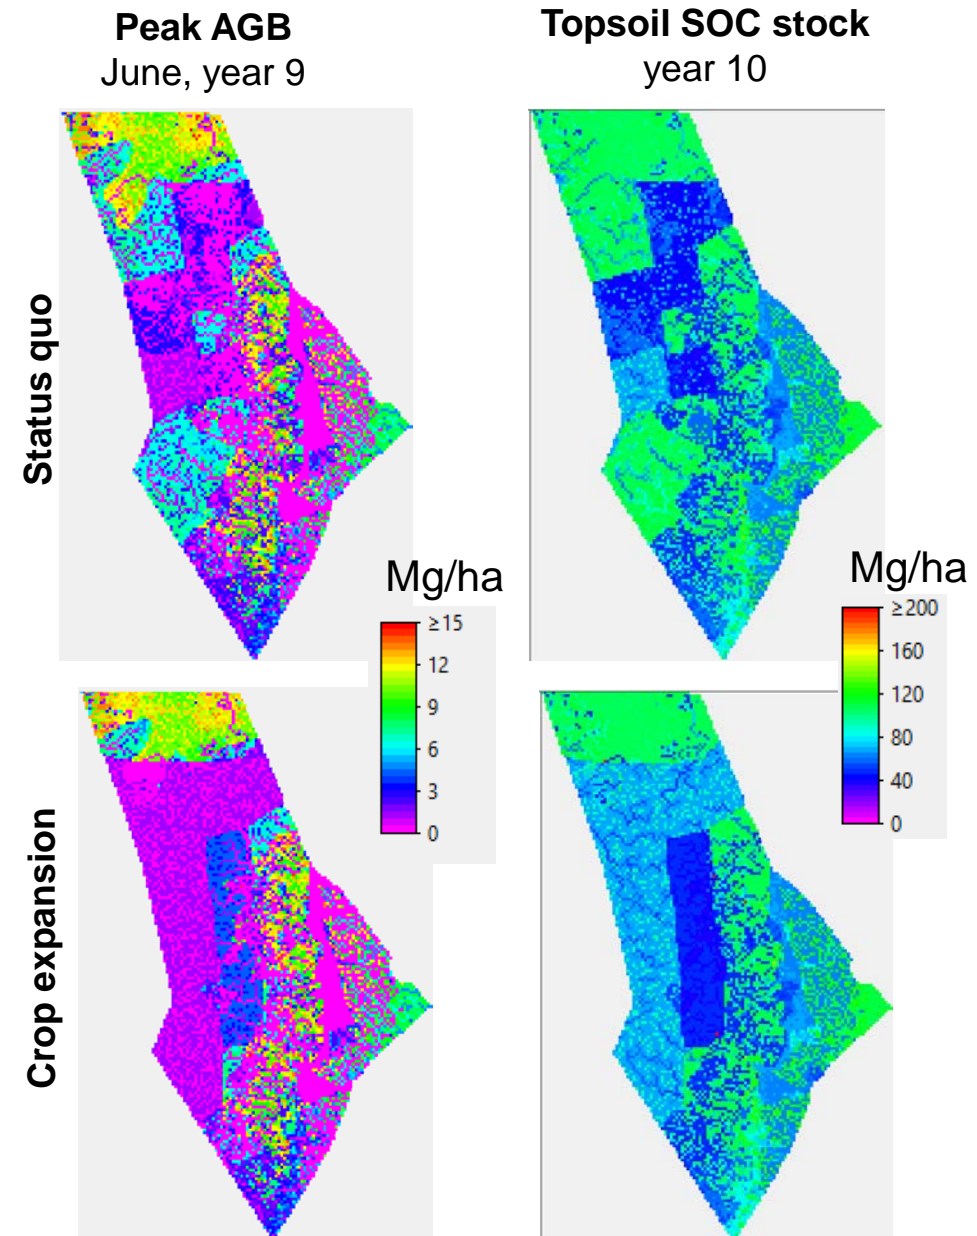 Peak AGB
June, year 9
Topsoil SOC stock
year 10
Status quo
Mg/ha
≥15
12
9
6
3
0
Mg/ha
≥200
160
120
80
40
0
Crop expansion